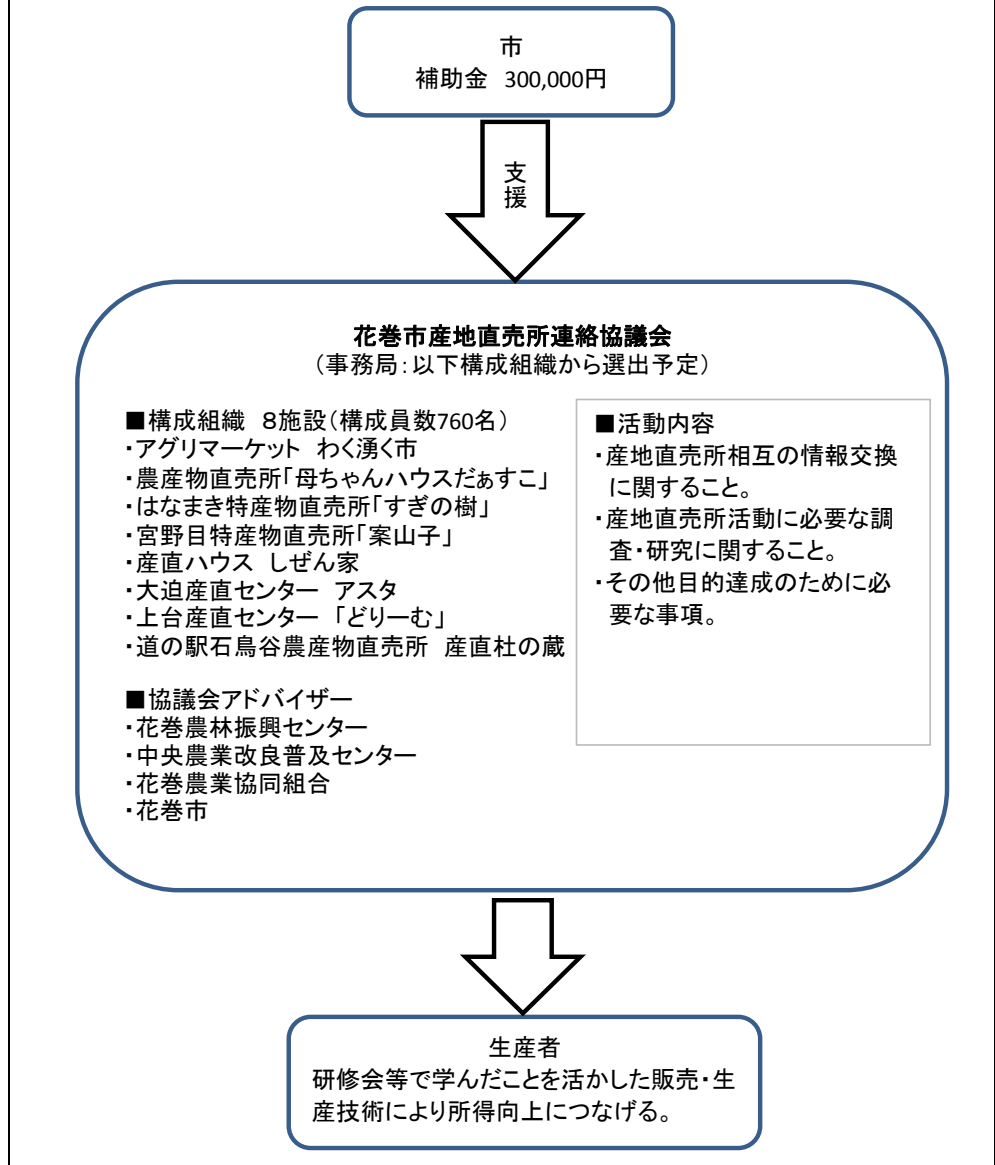 市
補助金 300,000円
支
援
花巻市産地直売所連絡協議会
（事務局：以下構成組織から選出予定）
■構成組織 ８施設（構成員数760名）
・アグリマーケット わく湧く市
・農産物直売所「母ちゃんハウスだぁすこ」
・はなまき特産物直売所「すぎの樹」
・宮野目特産物直売所「案山子」
・産直ハウス しぜん家
・大迫産直センター アスタ
・上台産直センター 「どりーむ」
・道の駅石鳥谷農産物直売所 産直杜の蔵
■協議会アドバイザー
・花巻農林振興センター
・中央農業改良普及センター
・花巻農業協同組合
・花巻市
■活動内容
・産地直売所相互の情報交換
に関すること。
・産地直売所活動に必要な調
査・研究に関すること。
・その他目的達成のために必
要な事項。
生産者
研修会等で学んだことを活かした販売・生
産技術により所得向上につなげる。